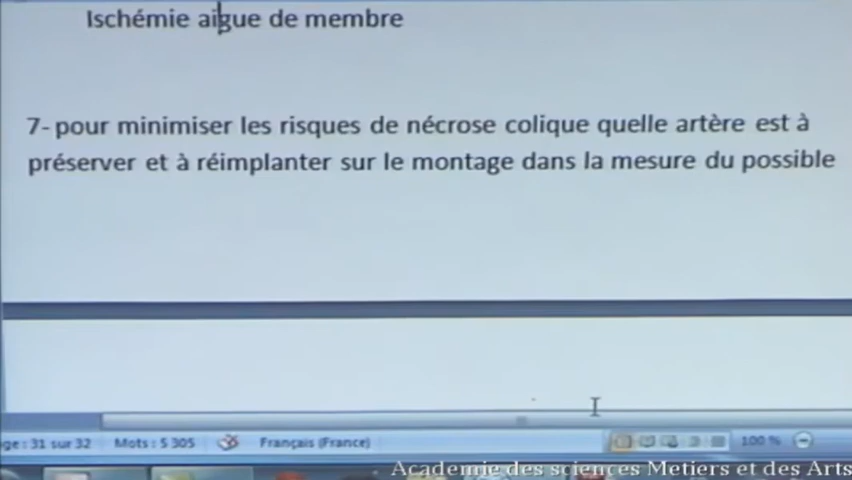 Ischémie aigue de membre
7- pour minimiser les risques de nécrose colique quelle artère est à
préserver et à réimplanter sur le montage dans la mesure du possible
ge : 31 sur 32 Mots : 5 305 Français (France) 100 %
Academie des sciences Metiers et des Arts